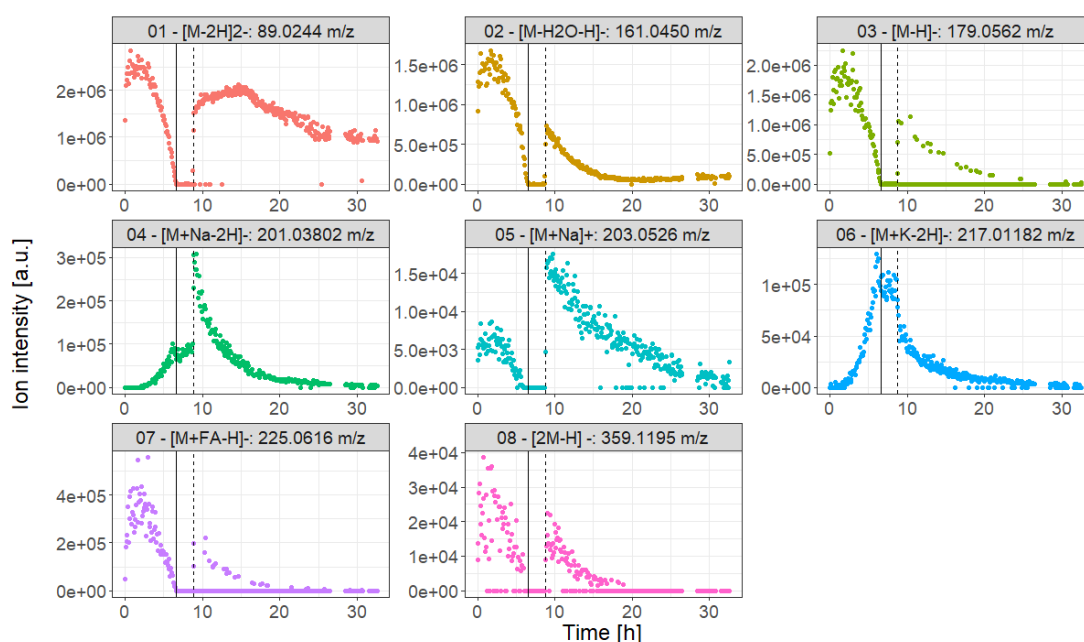 01 - [M-2H]2-: 89.0244 m/z
02 - [M-H2O-H]-: 161.0450 m/z
03 - [M-H]-: 179.0562 m/z
2e+06
1e+06
0e+00
0 10 20 30
1.5e+06
1.0e+06
5.0e+05
0.0e+00
0 10 20 30
2.0e+06
1.5e+06
1.0e+06
5.0e+05
0.0e+00
0 10 20 30
04 - [M+Na-2H]-: 201.03802 m/z
05 - [M+Na]+: 203.0526 m/z
06 - [M+K-2H]-: 217.01182 m/z
3e+05
2e+05
1e+05
0e+00
0 10 20 30
1.5e+04
1.0e+04
5.0e+03
0.0e+00
0 10 20 30
1e+05
5e+04
0e+00
0 10 20 30
07 - [M+FA-H]-: 225.0616 m/z
08 - [2M-H] -: 359.1195 m/z
4e+05
2e+05
0e+00
0 10 20 30
4e+04
3e+04
2e+04
1e+04
0e+00
0 10 20 30
Ion intensity [a.u.]
Time [h]